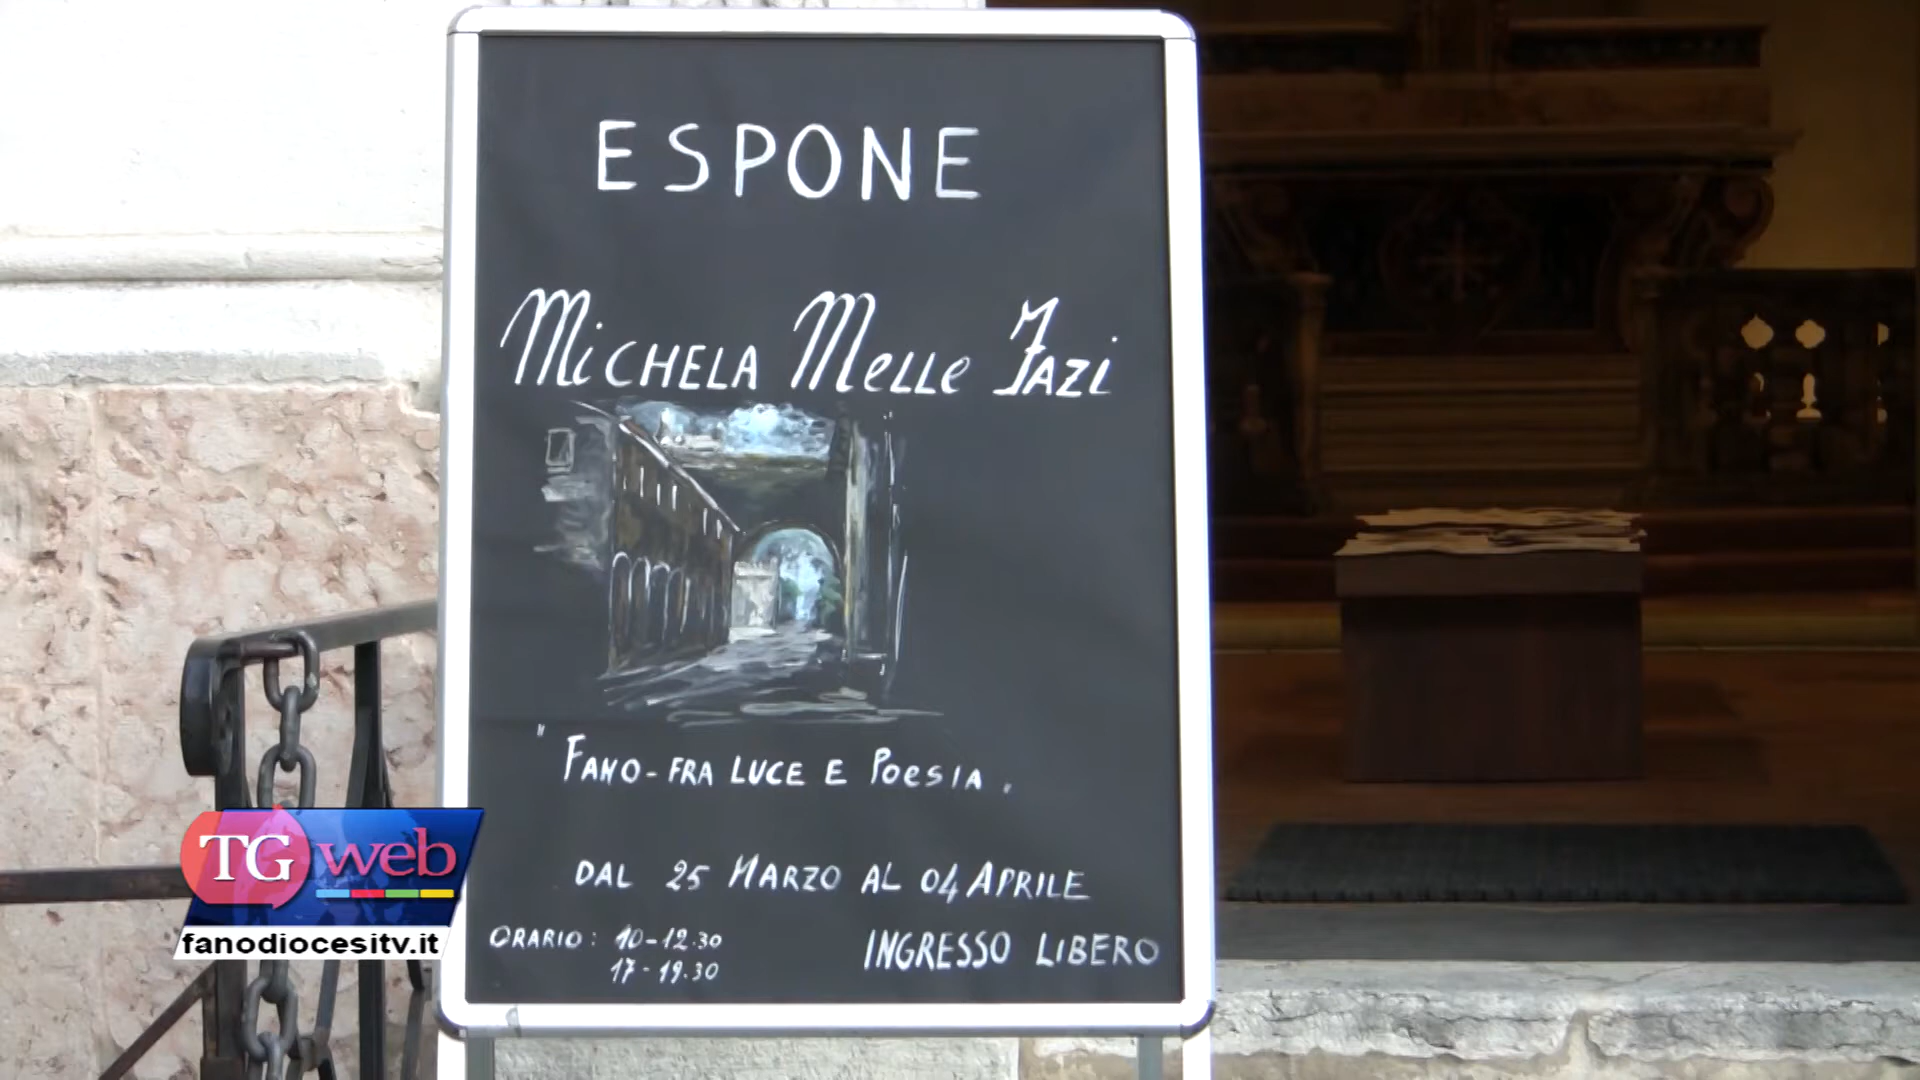 ESPONE
MICHELA MELLE FAZI
"FANO-FRA LUCE E POESIA"
DAL 25 MARZO AL 04 APRILE
ORARIO: 10-12.30
17-19.30
INGRESSO LIBERO
TG web
fanodiocesitv.it